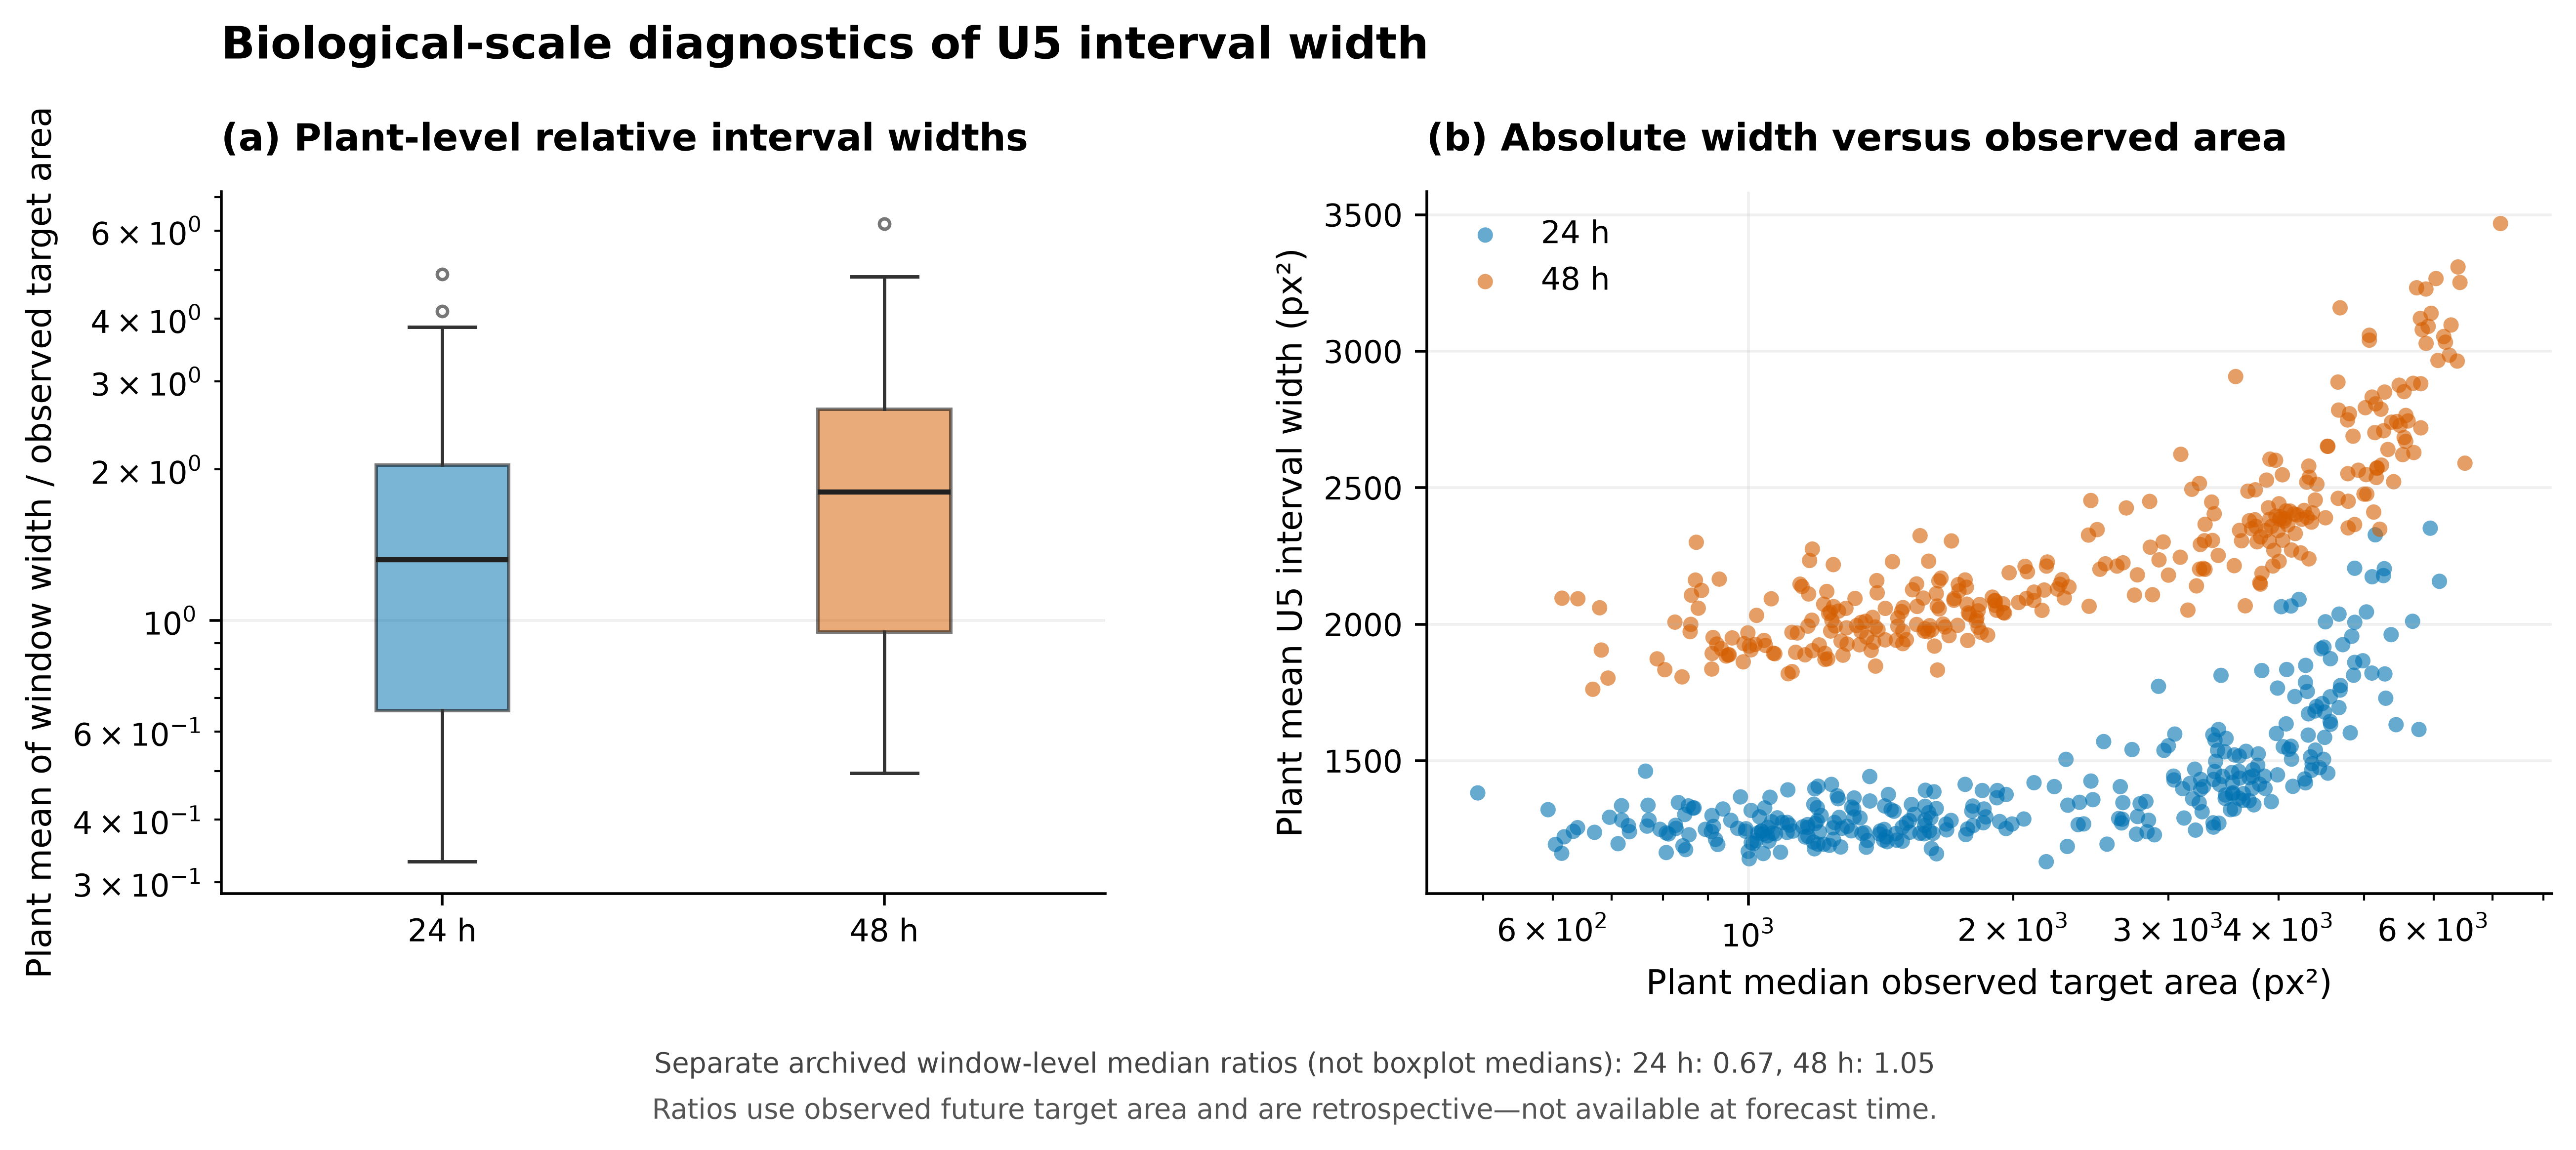 Biological-scale diagnostics of U5 interval width
(a) Plant-level relative interval widths
Plant mean of window width / observed target area
6 × 10⁰
4 × 10⁰
3 × 10⁰
2 × 10⁰
10⁰
6 × 10⁻¹
4 × 10⁻¹
3 × 10⁻¹
24 h
48 h
(b) Absolute width versus observed area
Plant mean U5 interval width (px²)
3500
3000
2500
2000
1500
24 h
48 h
6 × 10²
10³
2 × 10³
3 × 10³
4 × 10³
6 × 10³
Plant median observed target area (px²)
Separate archived window-level median ratios (not boxplot medians): 24 h: 0.67, 48 h: 1.05
Ratios use observed future target area and are retrospective—not available at forecast time.